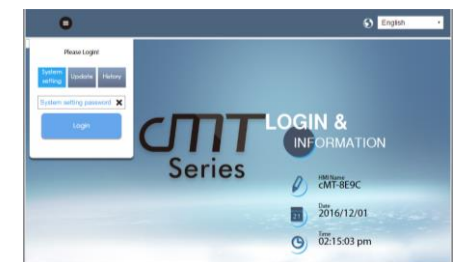 English
Please Login!
System setting
Update
History
System setting password
Login
cMT
Series
LOGIN &
INFORMATION
HMI Name
cMT-8E9C
21
Date
2016/12/01
Time
02:15:03 pm